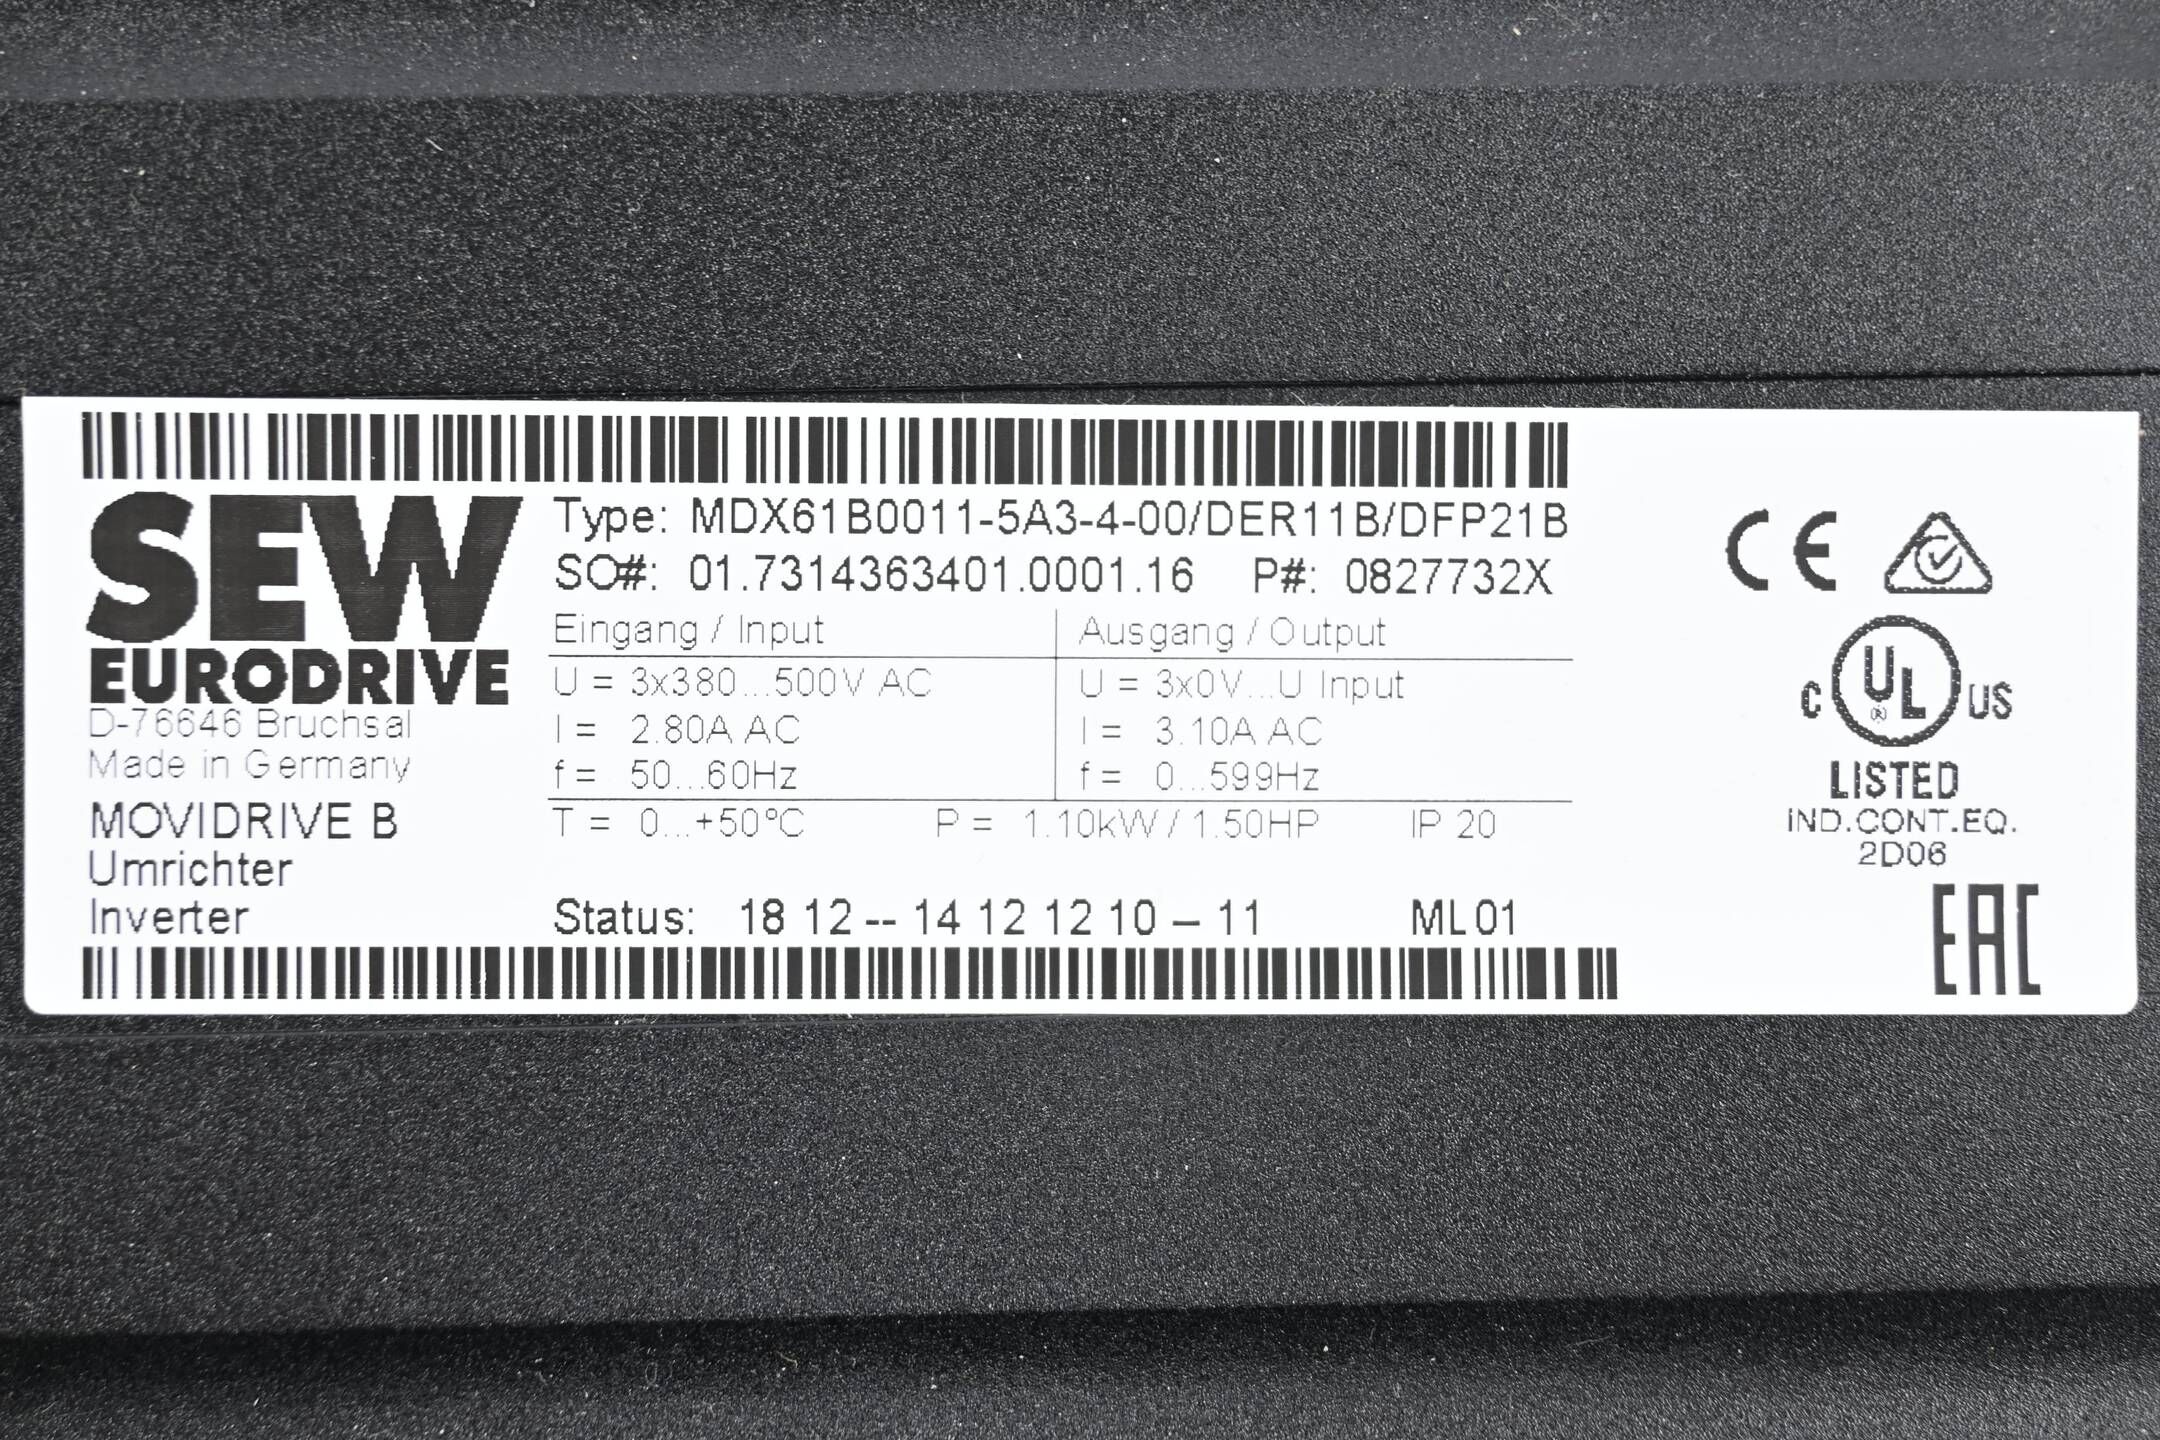 SEW
EURODRIVE
D-76646 Bruchsal
Made in Germany
MOVIDRIVE B
Umrichter
Inverter
Type: MDX61B0011-5A3-4-00/DER11B/DFP21B
SO#: 01.7314363401.0001.16 P#: 0827732X
Eingang / Input Ausgang / Output
U = 3x380...500V AC U = 3x0V...U Input
I = 2.80A AC I = 3.10A AC
f = 50...60Hz f = 0...599Hz
T = 0...+50°C P = 1.10kW / 1.50HP IP 20
Status: 18 12 -- 14 12 12 10 – 11 ML01
CE
C UL US
®
LISTED
IND.CONT.EQ.
2D06
EAC